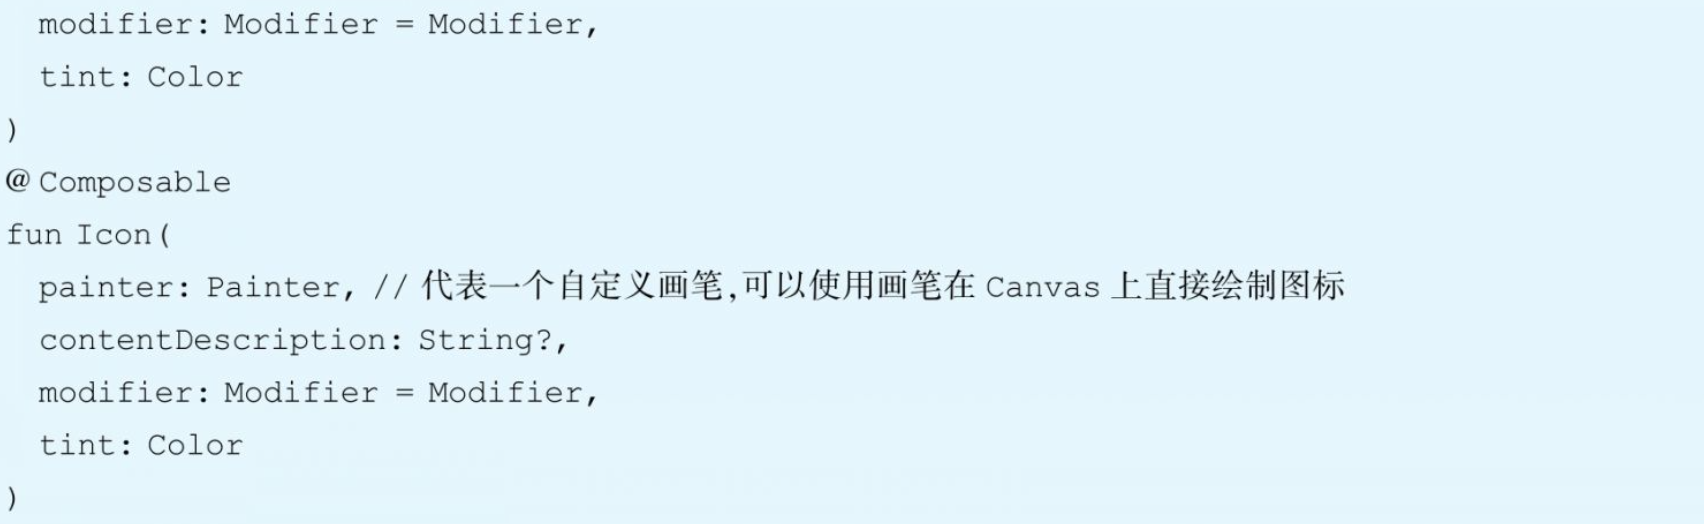 modifier: Modifier = Modifier,
tint: Color
)
@Composable
fun Icon(
painter: Painter, // 代表一个自定义画笔,可以使用画笔在 Canvas 上直接绘制图标
contentDescription: String?,
modifier: Modifier = Modifier,
tint: Color
)